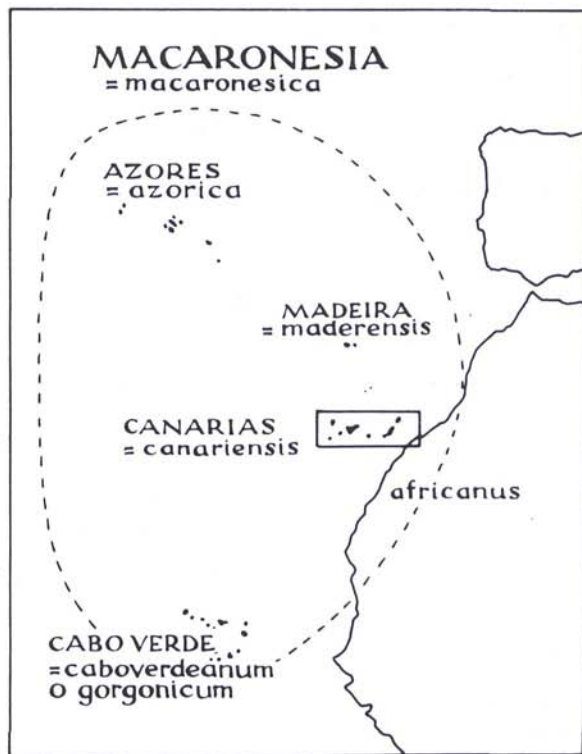 MACARONESIA
= macaronesica
AZORES
= azorica
MADEIRA
= maderensis
CANARIAS
= canariensis
africanus
CABO VERDE
=caboverdeanum
o gorgonicum